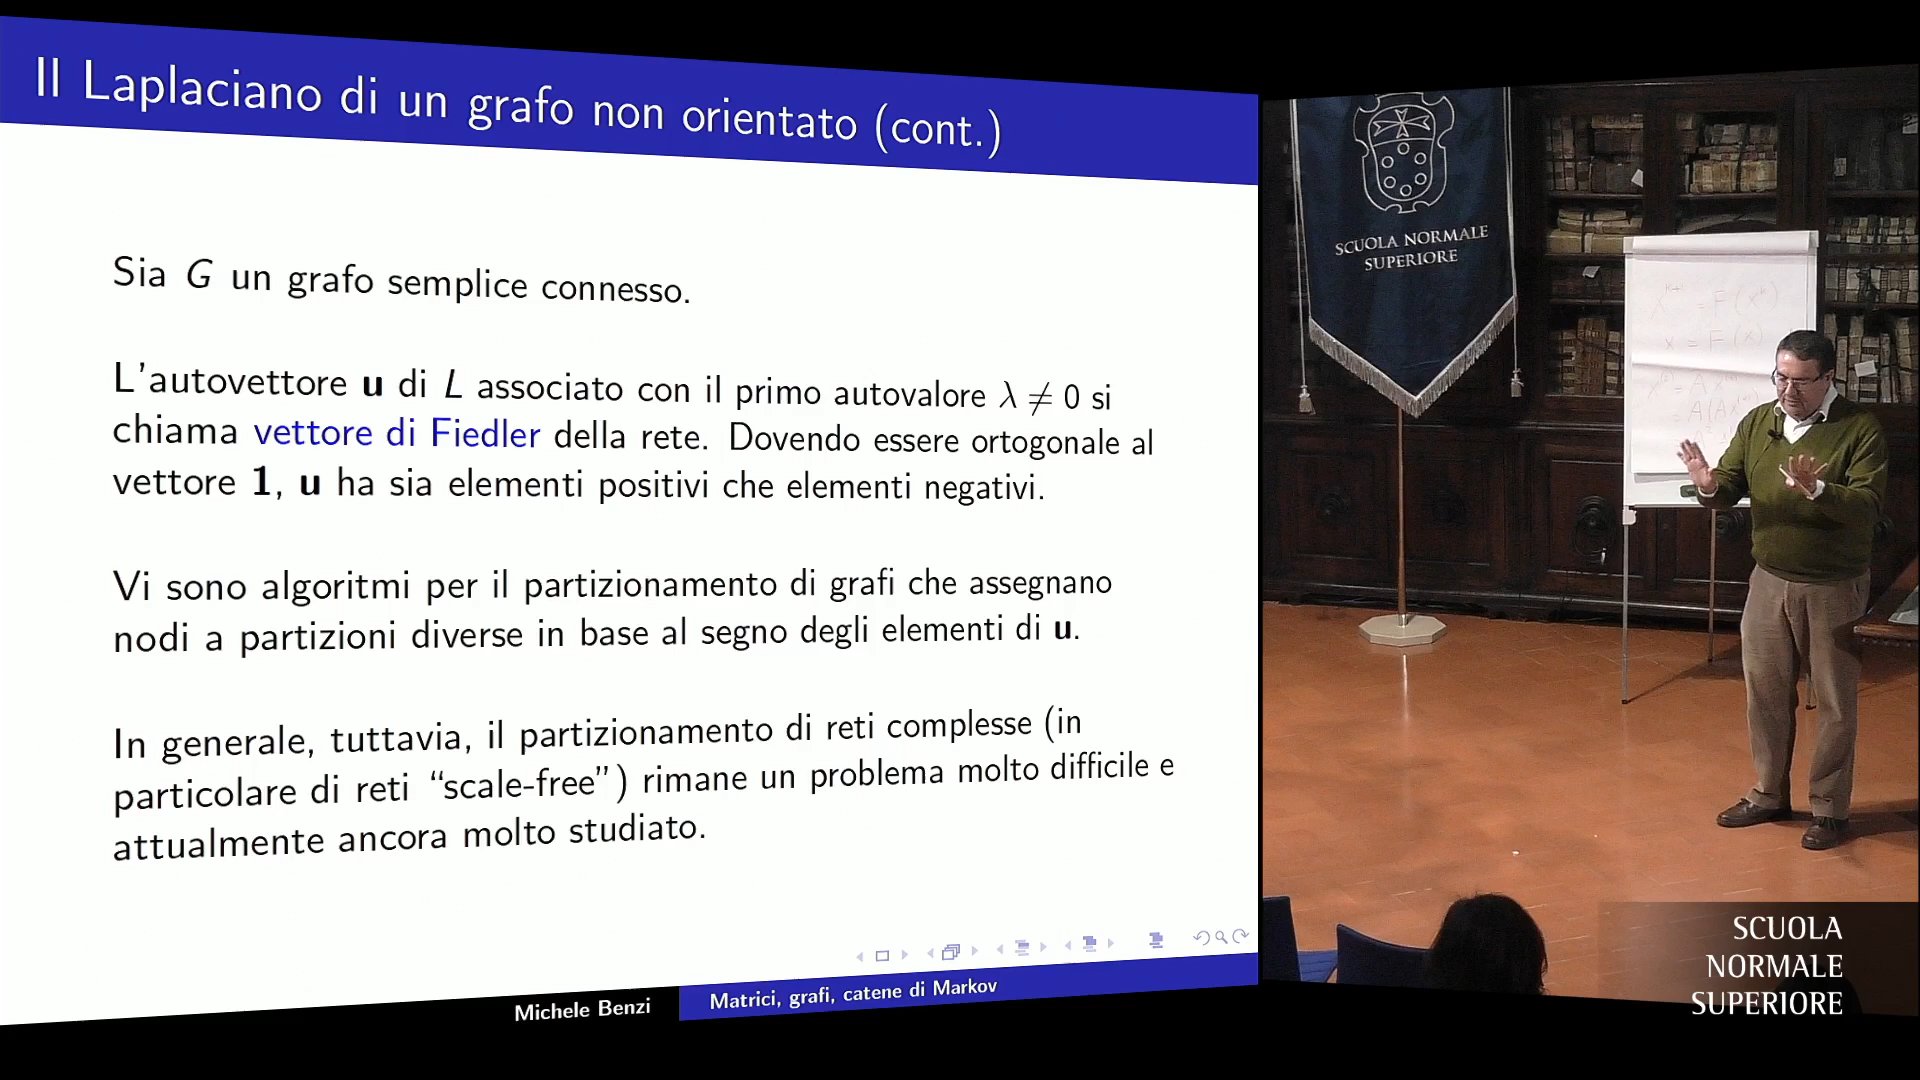 Il Laplaciano di un grafo non orientato (cont.)
Sia G un grafo semplice connesso.
L'autovettore u di L associato con il primo autovalore λ ≠ 0 si
chiama vettore di Fiedler della rete. Dovendo essere ortogonale al
vettore 1, u ha sia elementi positivi che elementi negativi.
Vi sono algoritmi per il partizionamento di grafi che assegnano
nodi a partizioni diverse in base al segno degli elementi di u.
In generale, tuttavia, il partizionamento di reti complesse (in
particolare di reti “scale-free”) rimane un problema molto difficile e
attualmente ancora molto studiato.
Michele Benzi
Matrici, grafi, catene di Markov
SCUOLA NORMALE
SUPERIORE
x = F(x)
SCUOLA
NORMALE
SUPERIORE